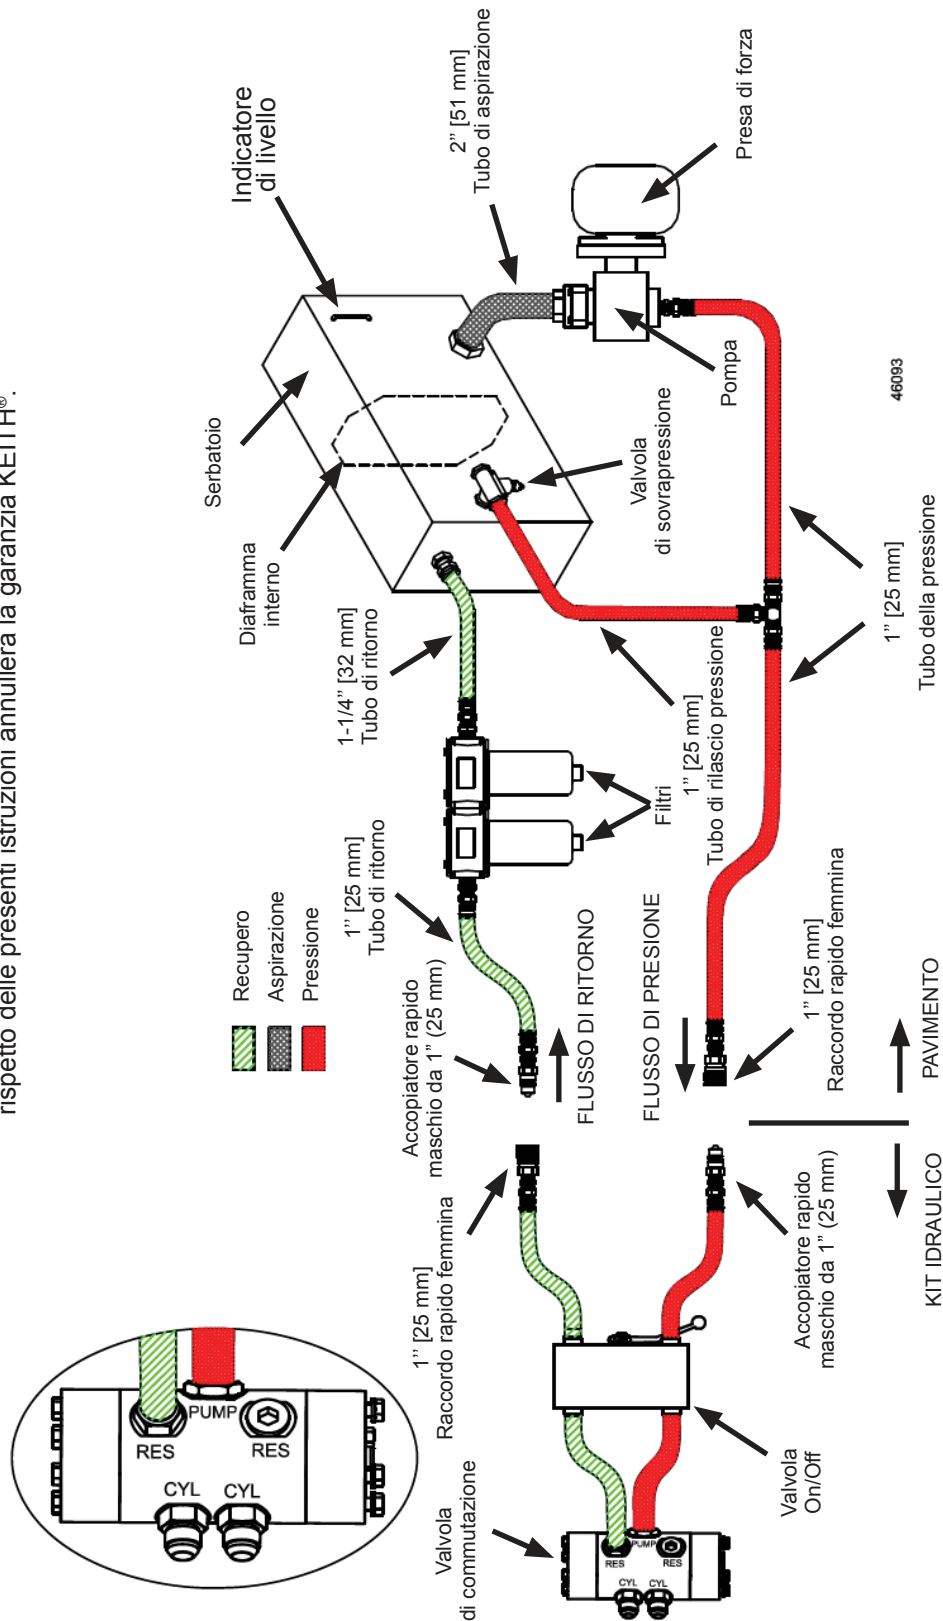 rispetto delle presenti istruzioni annullerà la garanzia KEITH®.
Recupero
Aspirazione
Pressione
Indicatore
di livello
Serbatoio
Diaframma
interno
2” [51 mm]
Tubo di aspirazione
Presa di forza
Pompa
Valvola
di sovrapressione
1-1/4” [32 mm]
Tubo di ritorno
1” [25 mm]
Tubo di ritorno
Filtri
1” [25 mm]
Tubo di rilascio pressione
1” [25 mm]
Tubo della pressione
46093
Accopiatore rapido
maschio da 1” (25 mm)
FLUSSO DI RITORNO
FLUSSO DI PRESIONE
1” [25 mm]
Raccordo rapido femmina
PAVIMENTO
KIT IDRAULICO
1” [25 mm]
Raccordo rapido femmina
Accopiatore rapido
maschio da 1” (25 mm)
Valvola
On/Off
Valvola
di commutazione
RES
PUMP
RES
CYL
CYL
RES
PUMP
RES
CYL
CYL